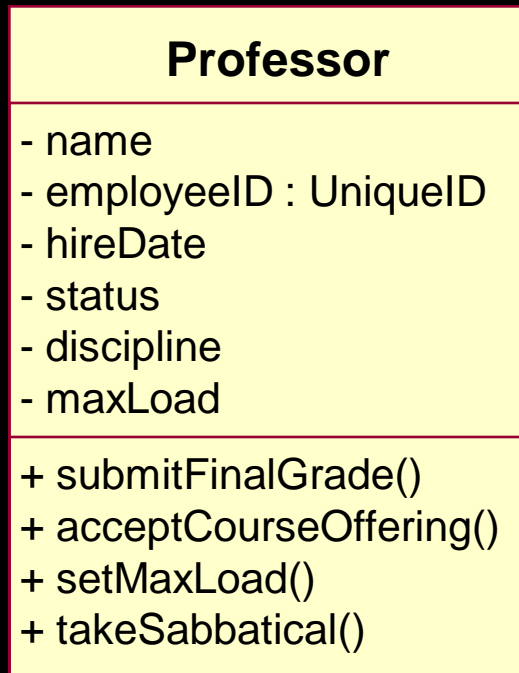 Professor
- name
- employeeID : UniqueID
- hireDate
- status
- discipline
- maxLoad
+ submitFinalGrade()
+ acceptCourseOffering()
+ setMaxLoad()
+ takeSabbatical()